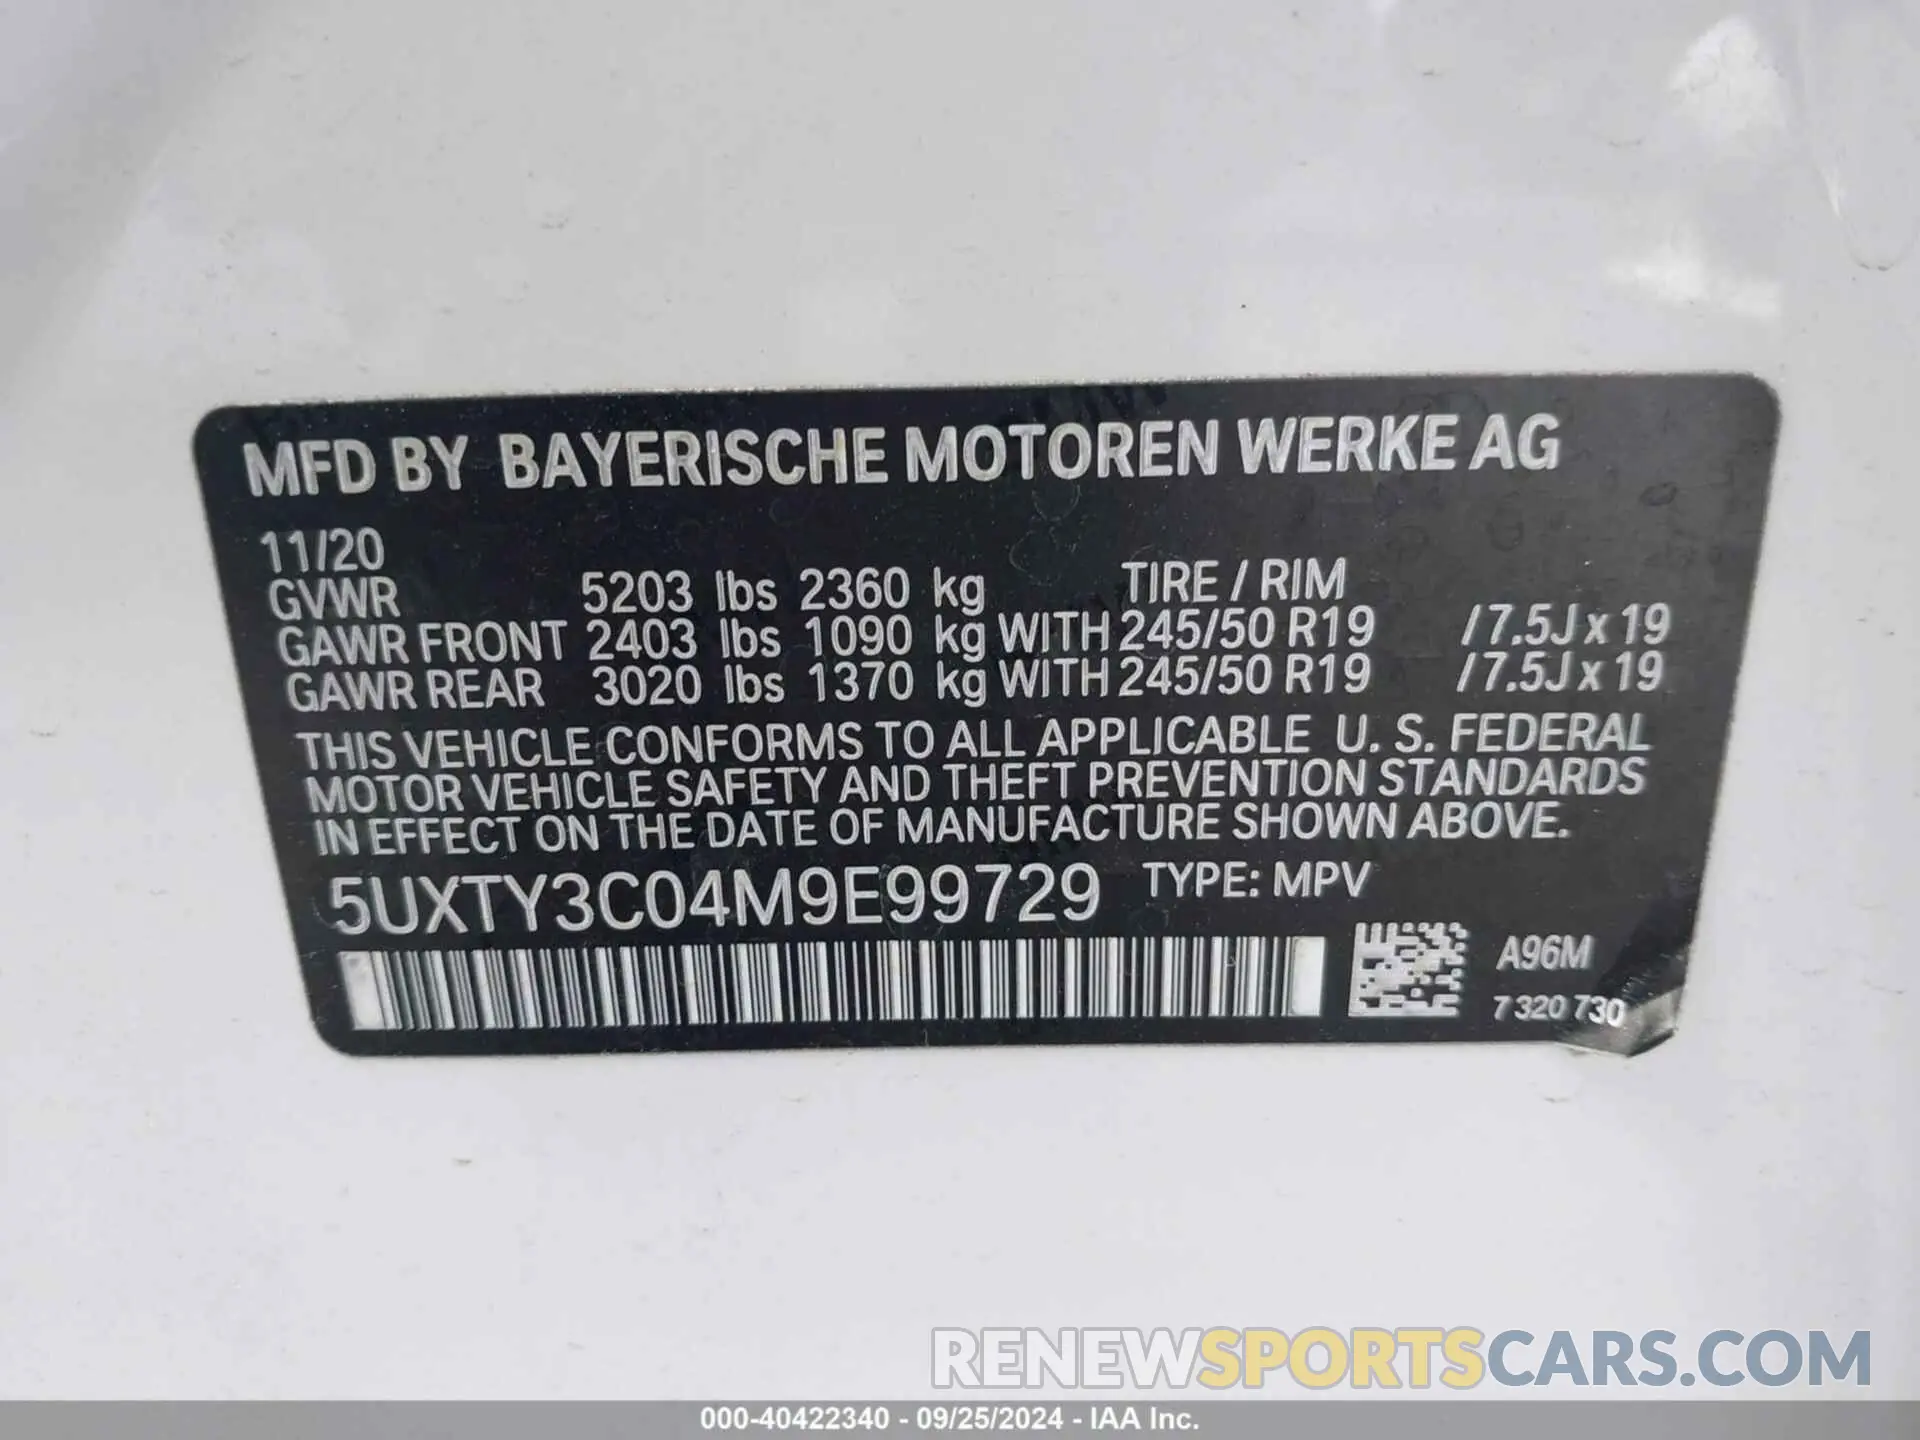 MFD BY BAYERISCHE MOTOREN WERKE AG
11/20
GVWR 5203 lbs 2360 kg TIRE / RIM
GAWR FRONT 2403 lbs 1090 kg WITH 245/50 R19 /7.5J x 19
GAWR REAR 3020 lbs 1370 kg WITH 245/50 R19 /7.5J x 19
THIS VEHICLE CONFORMS TO ALL APPLICABLE U. S. FEDERAL
MOTOR VEHICLE SAFETY AND THEFT PREVENTION STANDARDS
IN EFFECT ON THE DATE OF MANUFACTURE SHOWN ABOVE.
5UXTY3C04M9E99729 TYPE: MPV
A96M
7 320 730
RENEWSPORTSCARS.COM
000-40422340 - 09/25/2024 - IAA Inc.